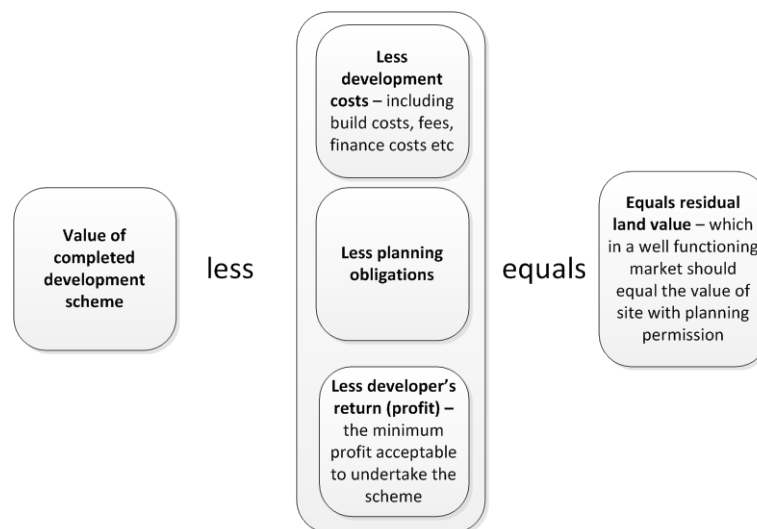 Value of
completed
development
scheme
less
Less
development
costs – including
build costs, fees,
finance costs etc
Less planning
obligations
Less developer's
return (profit) –
the minimum
profit acceptable
to undertake the
scheme
equals
Equals residual
land value – which
in a well functioning
market should
equal the value of
site with planning
permission